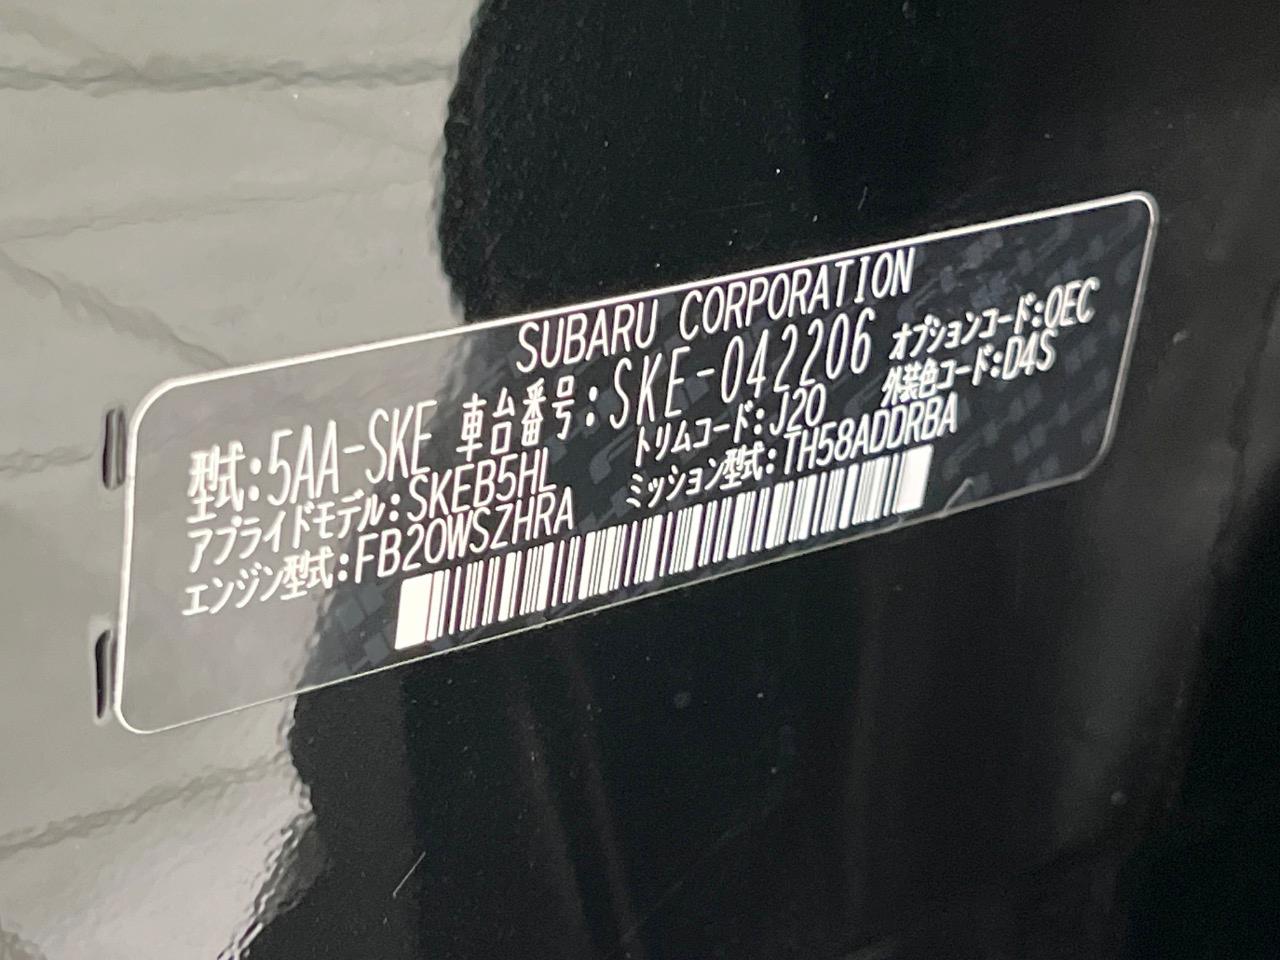 SUBARU CORPORATION
型式:5AA-SKE 車台番号:SKE-042206 オプションコード:OEC
アプライドモデル:SKEB5HL トリムコード:J20 外装色コード:D4S
エンジン型式:FB20WSZHRA ミッション型式:TH58ADDRBA